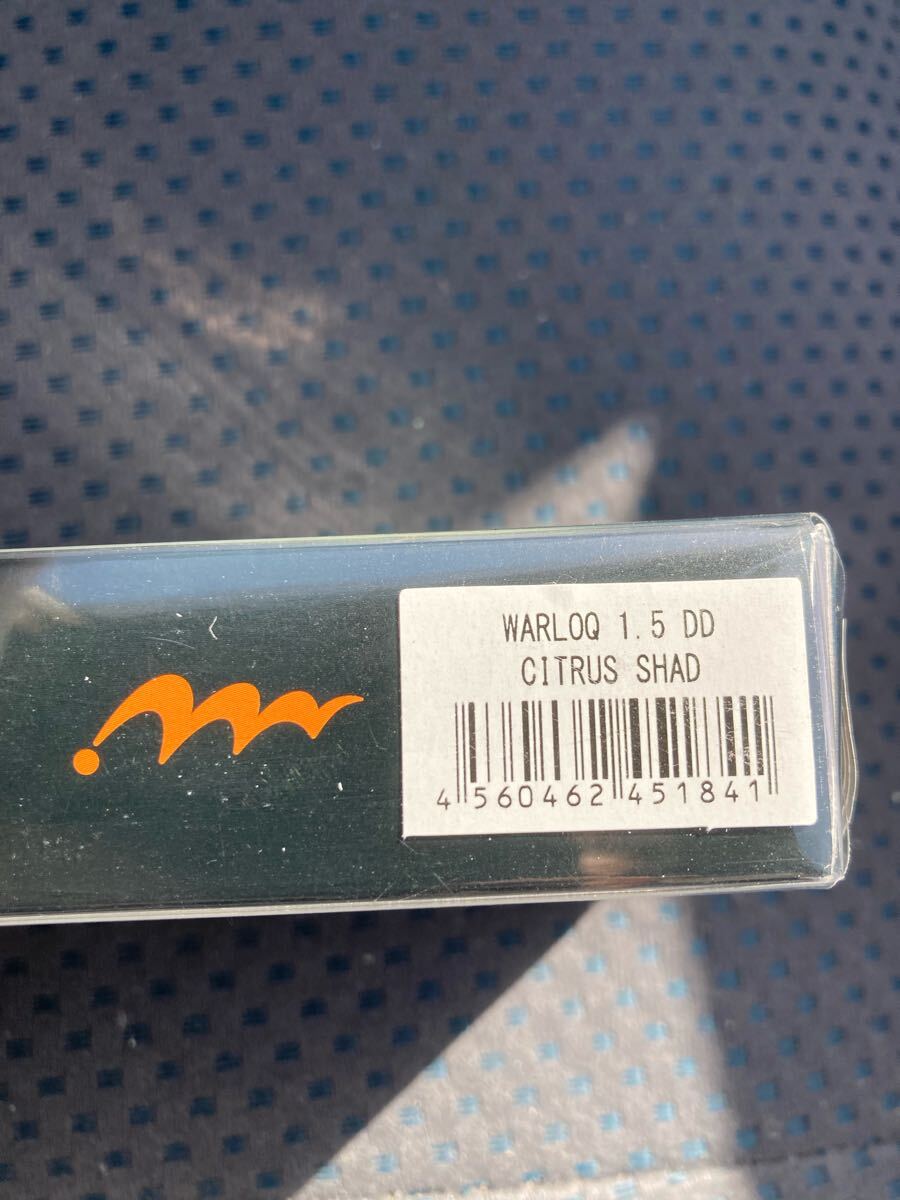 WARLOQ 1.5 DD
CITRUS SHAD
4 560462 451841